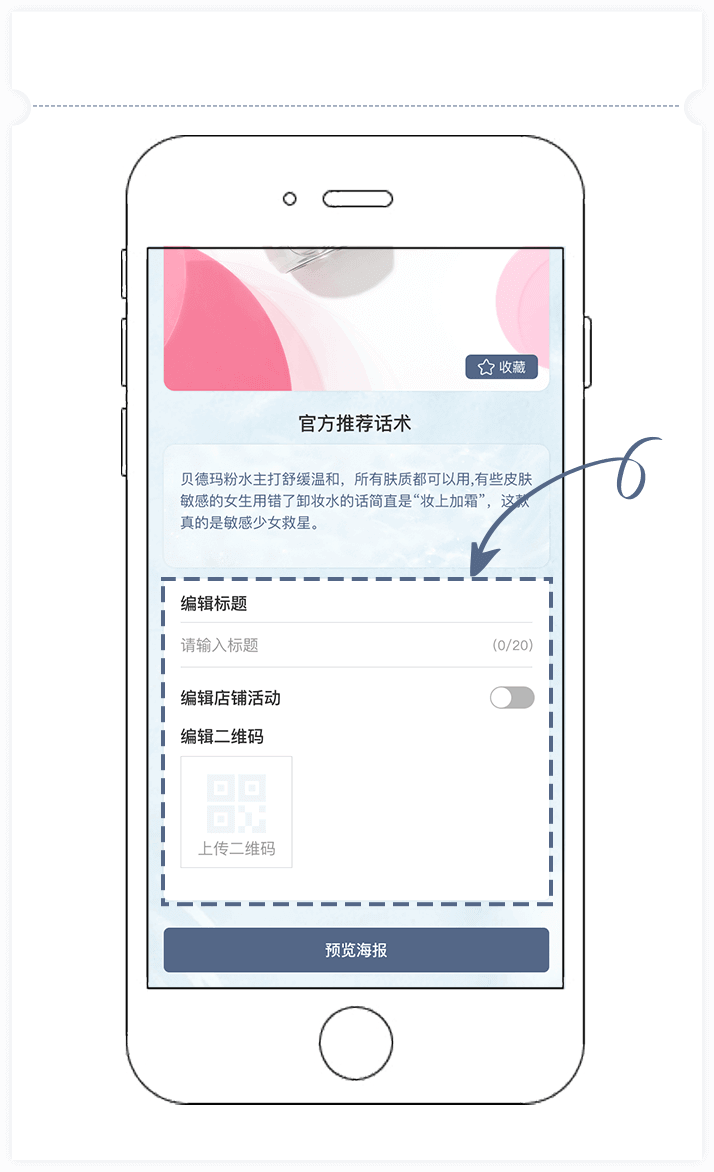 收藏
官方推荐话术
贝德玛粉水主打舒缓温和，所有肤质都可以用,有些皮肤
敏感的女生用错了卸妆水的话简直是“妆上加霜”，这款
真的是敏感少女救星。
6
编辑标题
请输入标题 (0/20)
编辑店铺活动
编辑二维码
上传二维码
预览海报